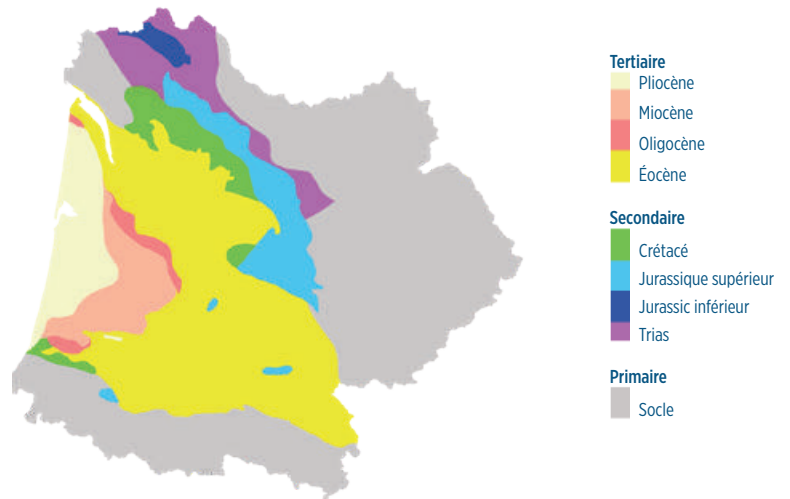 Tertiaire
Pliocène
Miocène
Oligocène
Éocène
Secondaire
Crétacé
Jurassique supérieur
Jurassic inférieur
Trias
Primaire
Socle